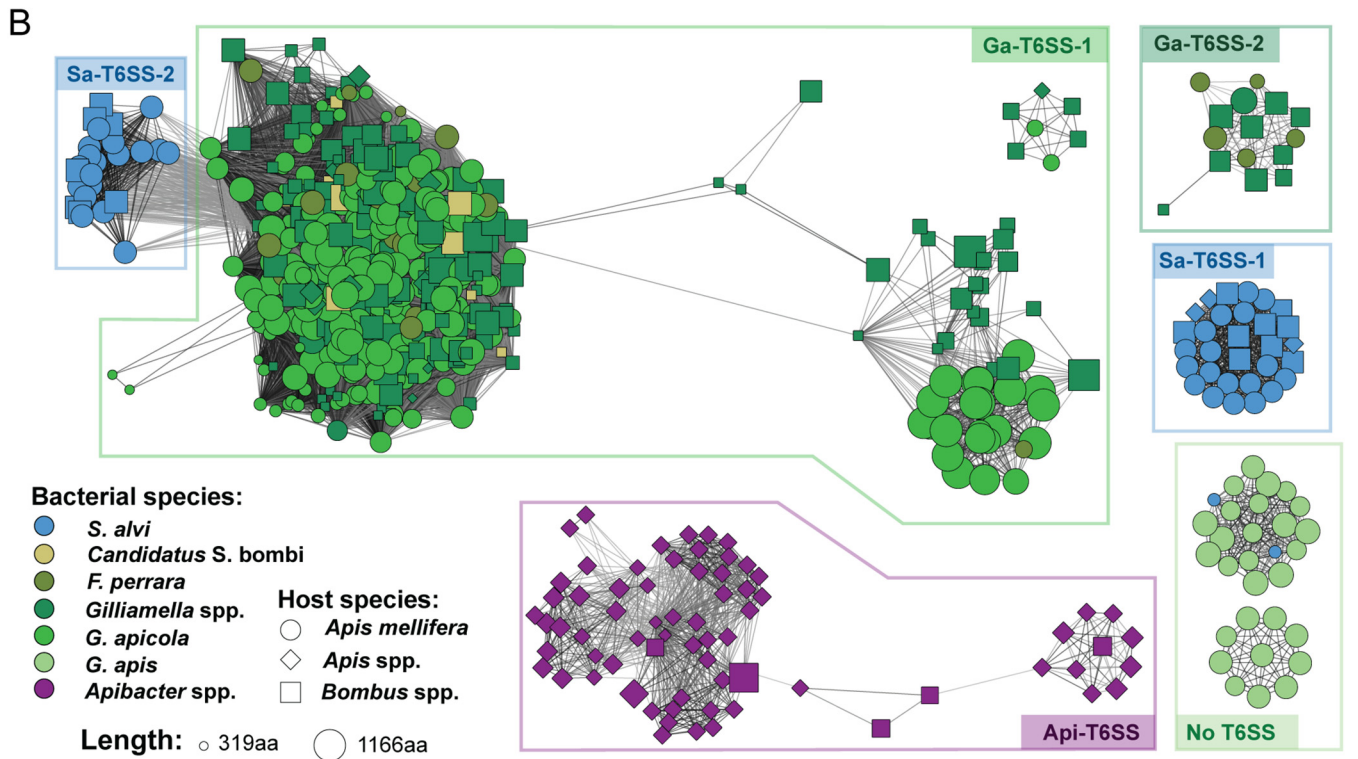 B
Sa-T6SS-2
Ga-T6SS-1
Ga-T6SS-2
Sa-T6SS-1
Bacterial species:
S. alvi
Candidatus S. bombi
F. perrara
Gilliamella spp.
G. apicola
G. apis
Apibacter spp.
Host species:
Apis mellifera
Apis spp.
Bombus spp.
Length: 319aa 1166aa
Api-T6SS
No T6SS